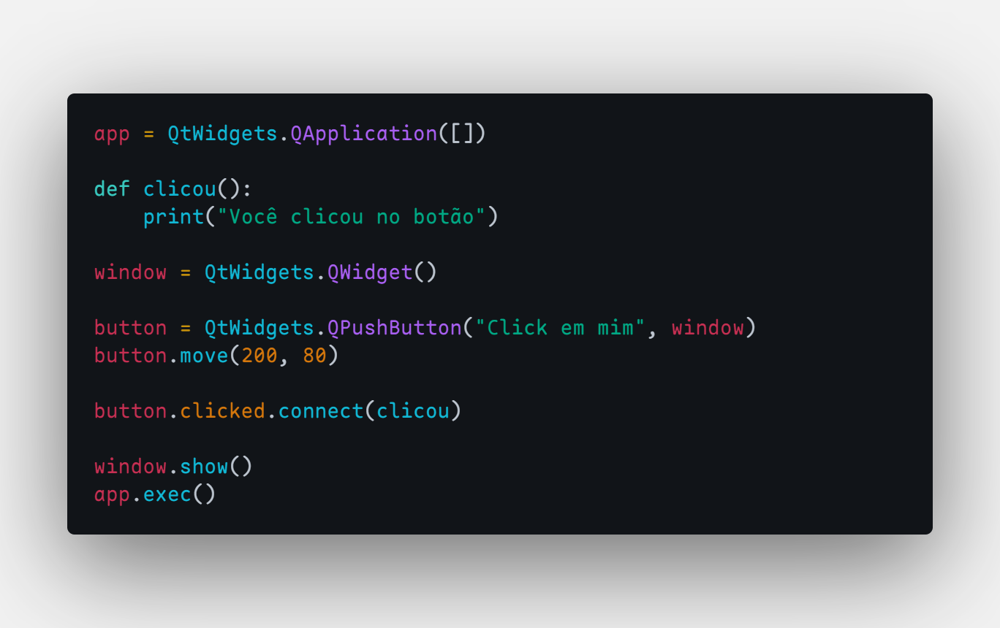 app = QtWidgets.QApplication([])
def clicou():
    print("Você clicou no botão")
window = QtWidgets.QWidget()
button = QtWidgets.QPushButton("Click em mim", window)
button.move(200, 80)
button.clicked.connect(clicou)
window.show()
app.exec()